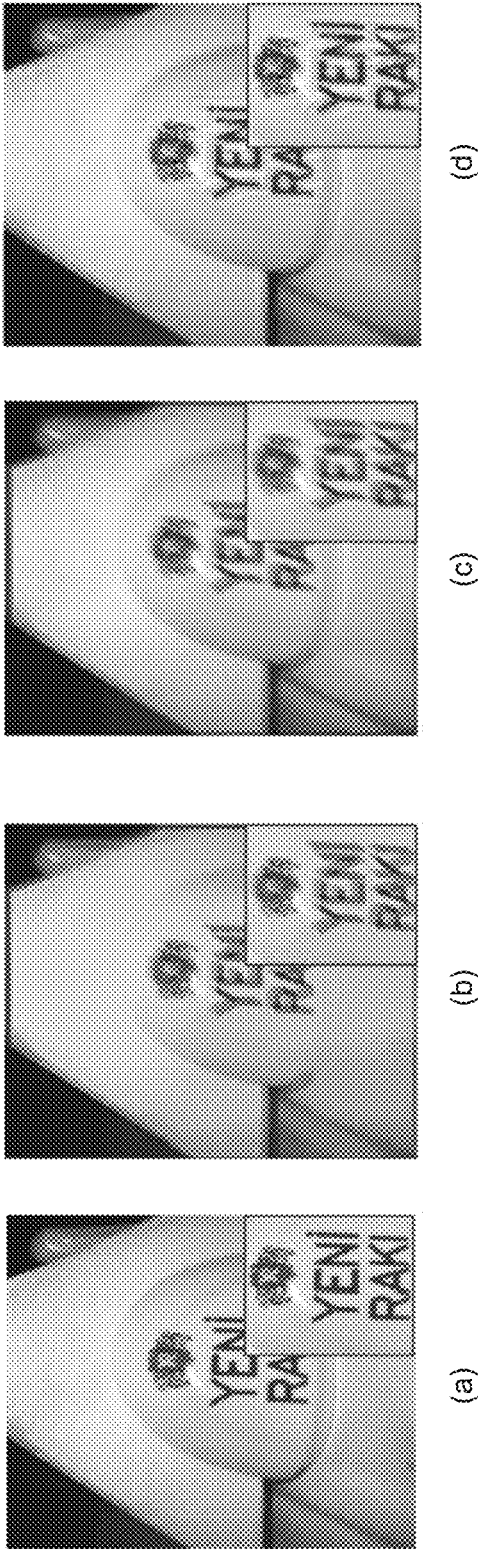 YENİ
RA
YENİ
RAKI
(a)
YENİ
RA
YENİ
RAKI
(b)
YENİ
RA
YENİ
RAKI
(c)
YENİ
RA
YENİ
RAKI
(d)